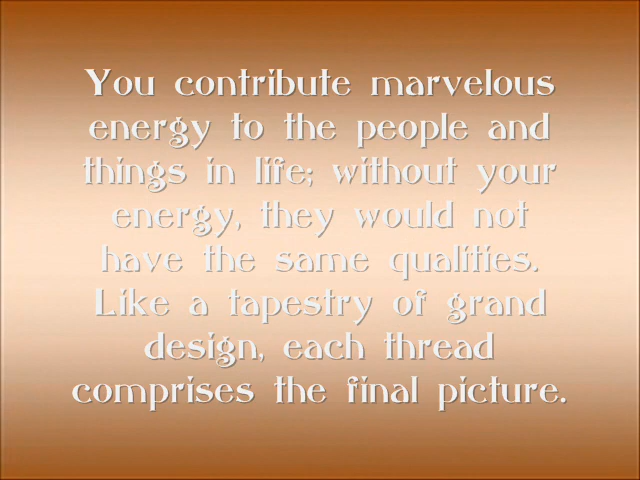 You contribute marvelous
energy to the people and
things in life; without your
energy, they would not
have the same qualities.
Like a tapestry of grand
design, each thread
comprises the final picture.